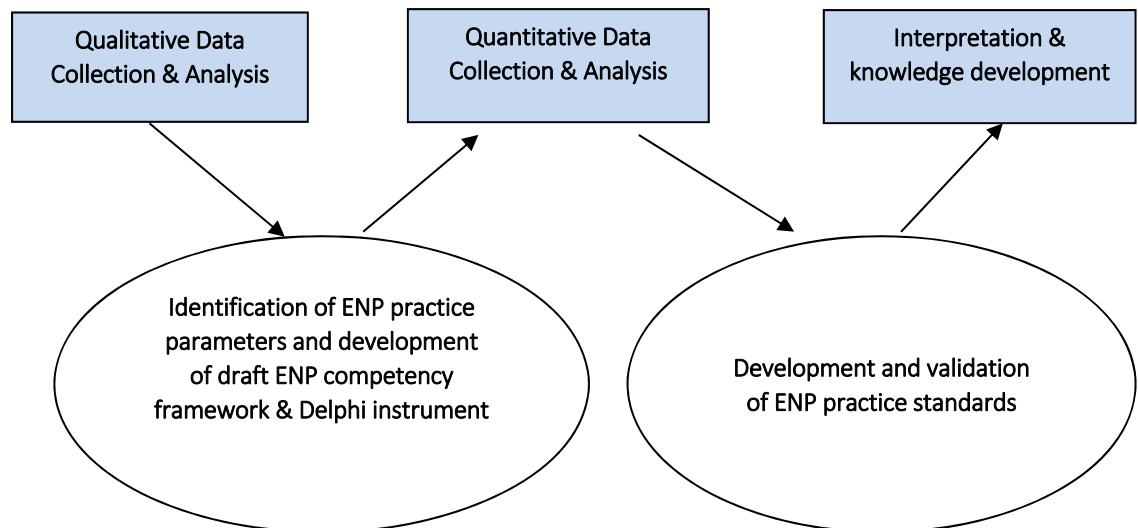 Qualitative Data
Collection & Analysis
Quantitative Data
Collection & Analysis
Interpretation &
knowledge development
Identification of ENP practice
parameters and development
of draft ENP competency
framework & Delphi instrument
Development and validation
of ENP practice standards